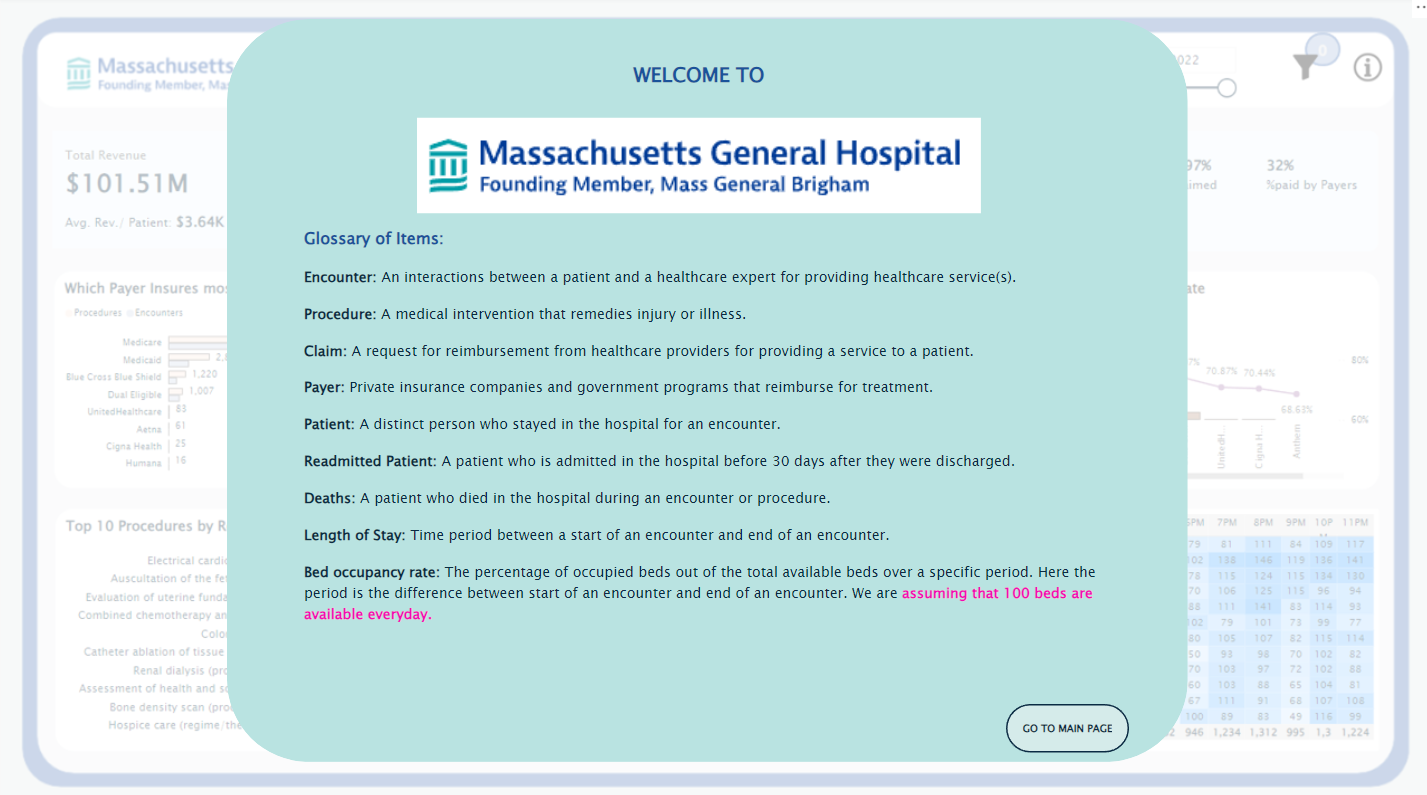 WELCOME TO
Massachusetts General Hospital
Founding Member, Mass General Brigham
Glossary of Items:
Encounter: An interactions between a patient and a healthcare expert for providing healthcare service(s).
Procedure: A medical intervention that remedies injury or illness.
Claim: A request for reimbursement from healthcare providers for providing a service to a patient.
Payer: Private insurance companies and government programs that reimburse for treatment.
Patient: A distinct person who stayed in the hospital for an encounter.
Readmitted Patient: A patient who is admitted in the hospital before 30 days after they were discharged.
Deaths: A patient who died in the hospital during an encounter or procedure.
Length of Stay: Time period between a start of an encounter and end of an encounter.
Bed occupancy rate: The percentage of occupied beds out of the total available beds over a specific period. Here the
period is the difference between start of an encounter and end of an encounter. We are assuming that 100 beds are
available everyday.
GO TO MAIN PAGE
Massachusetts
Founding Member, Ma
Total Revenue
$101.51M
Avg. Rev./ Patient: $3.64K
Which Payer Insures mo
Procedures Encounters
Medicare
Medicaid
Blue Cross Blue Shield 1,220
Dual Eligible 1,007
UnitedHealthcare 83
Aetna 61
Cigna Health 25
Humana 16
Top 10 Procedures by R
Electrical cardi
Auscultation of the fe
Evaluation of uterine funda
Combined chemotherapy an
Colo
Catheter ablation of tissue
Renal dialysis (pro
Assessment of health and s
Bone density scan (pro
Hospice care (regime/the
022
0
97% 32%
imed %paid by Payers
ate
80%
7% 70.87% 70.44%
68.63%
60%
UnitedH...
Cigna H...
Anthem
6PM 7PM 8PM 9PM 10P 11PM
79 81 111 84 109 117
102 138 146 119 136 141
78 115 124 115 134 130
70 106 125 115 96 94
88 111 141 83 114 93
102 79 101 73 99 77
80 105 107 82 115 114
50 93 98 70 102 82
70 103 97 72 102 88
60 103 88 65 104 81
67 111 91 68 107 108
100 89 83 49 116 99
2 946 1,234 1,312 995 1,3 1,224